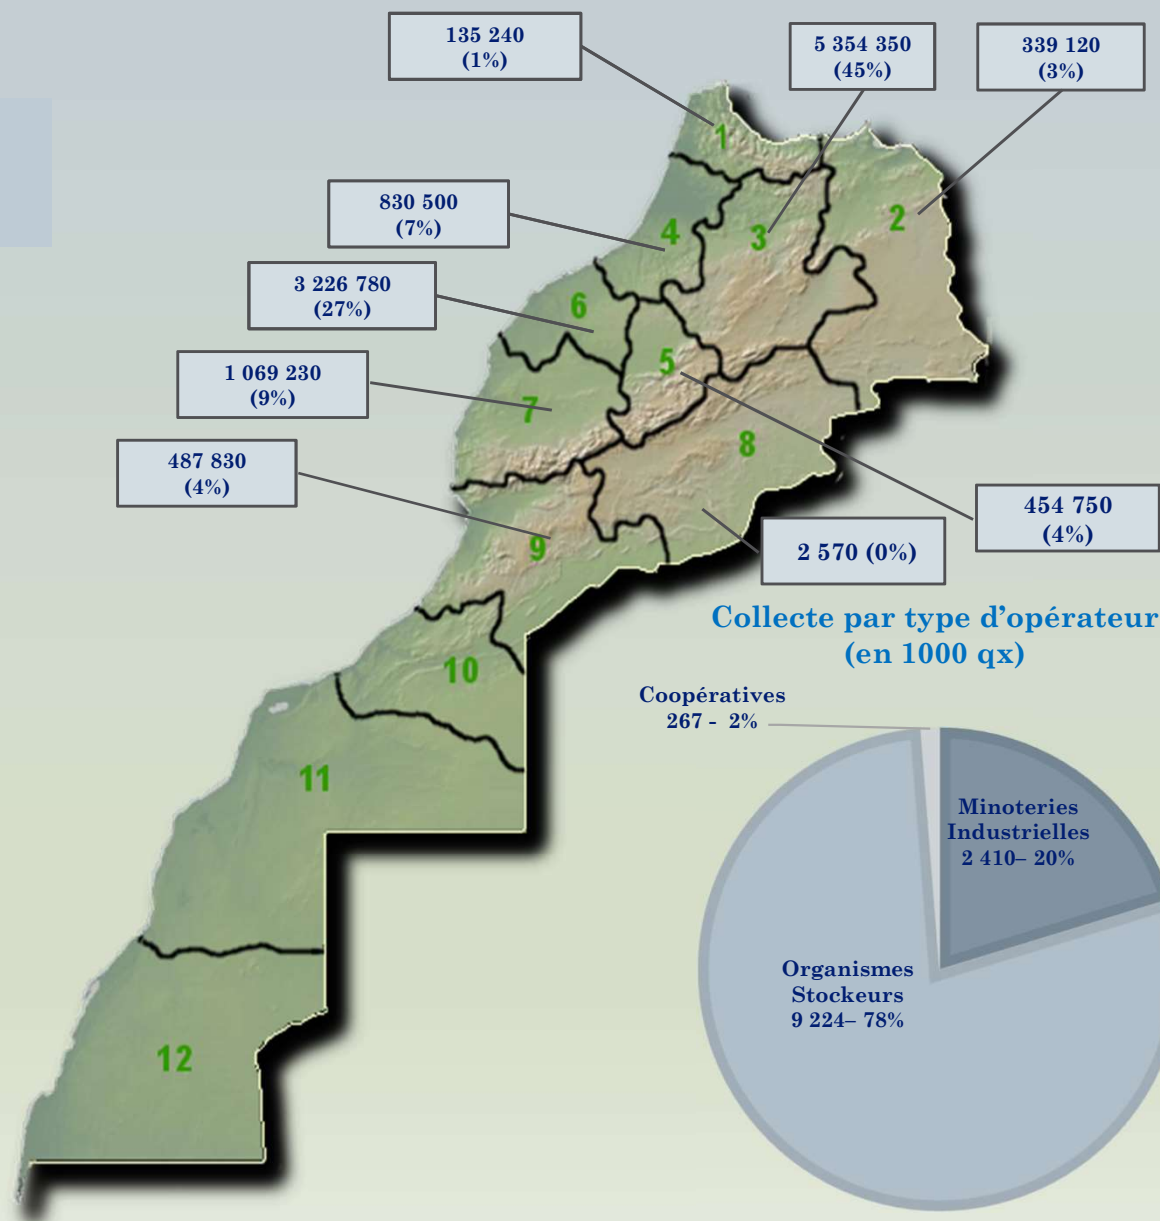 135 240
(1%)
5 354 350
(45%)
339 120
(3%)
830 500
(7%)
3 226 780
(27%)
1 069 230
(9%)
487 830
(4%)
454 750
(4%)
2 570 (0%)
1
2
3
4
5
6
7
8
9
10
11
12
Collecte par type d'opérateur
(en 1000 qx)
Coopératives
267 - 2%
Minoteries
Industrielles
2 410– 20%
Organismes
Stockeurs
9 224– 78%